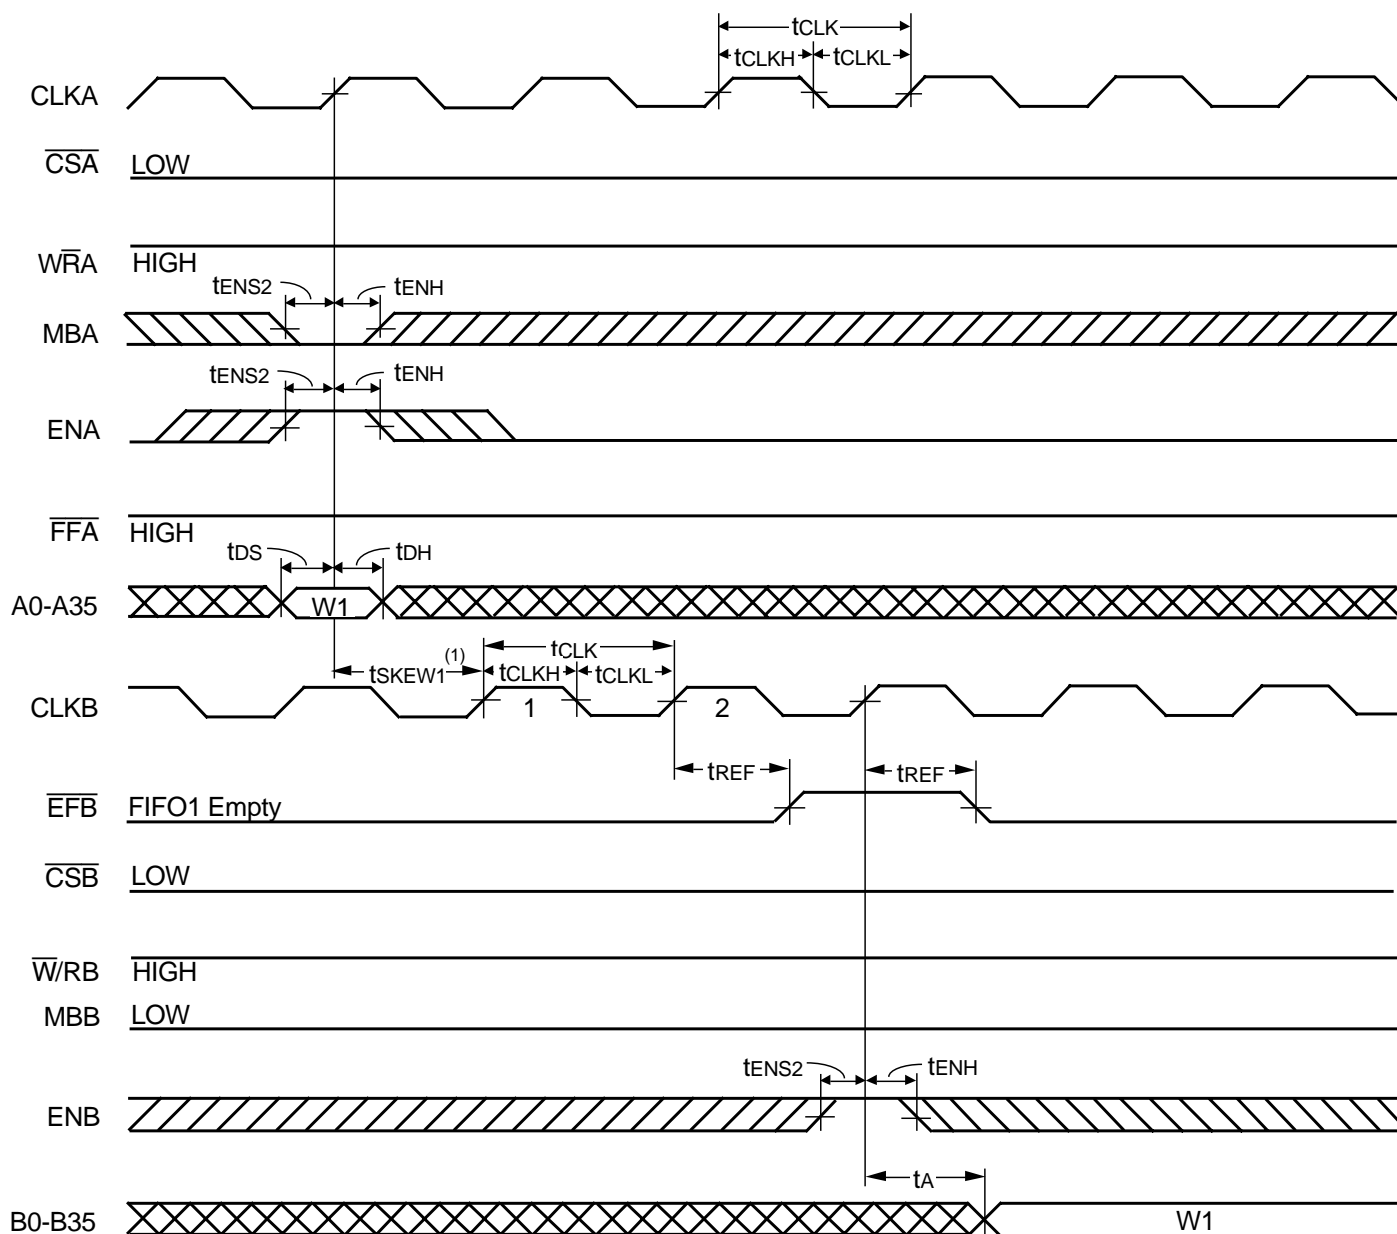 tCLK
tCLKH tCLKL
CLKA
CSA LOW
WRA HIGH
tENS2 tENH
MBA
tENS2 tENH
ENA
FFA HIGH
tDS tDH
A0-A35 W1
tCLK
tSKEW1(1) tCLKH tCLKL
CLKB 1 2
tREF tREF
EFB FIFO1 Empty
CSB LOW
W/RB HIGH
MBB LOW
tENS2 tENH
ENB
tA
B0-B35 W1